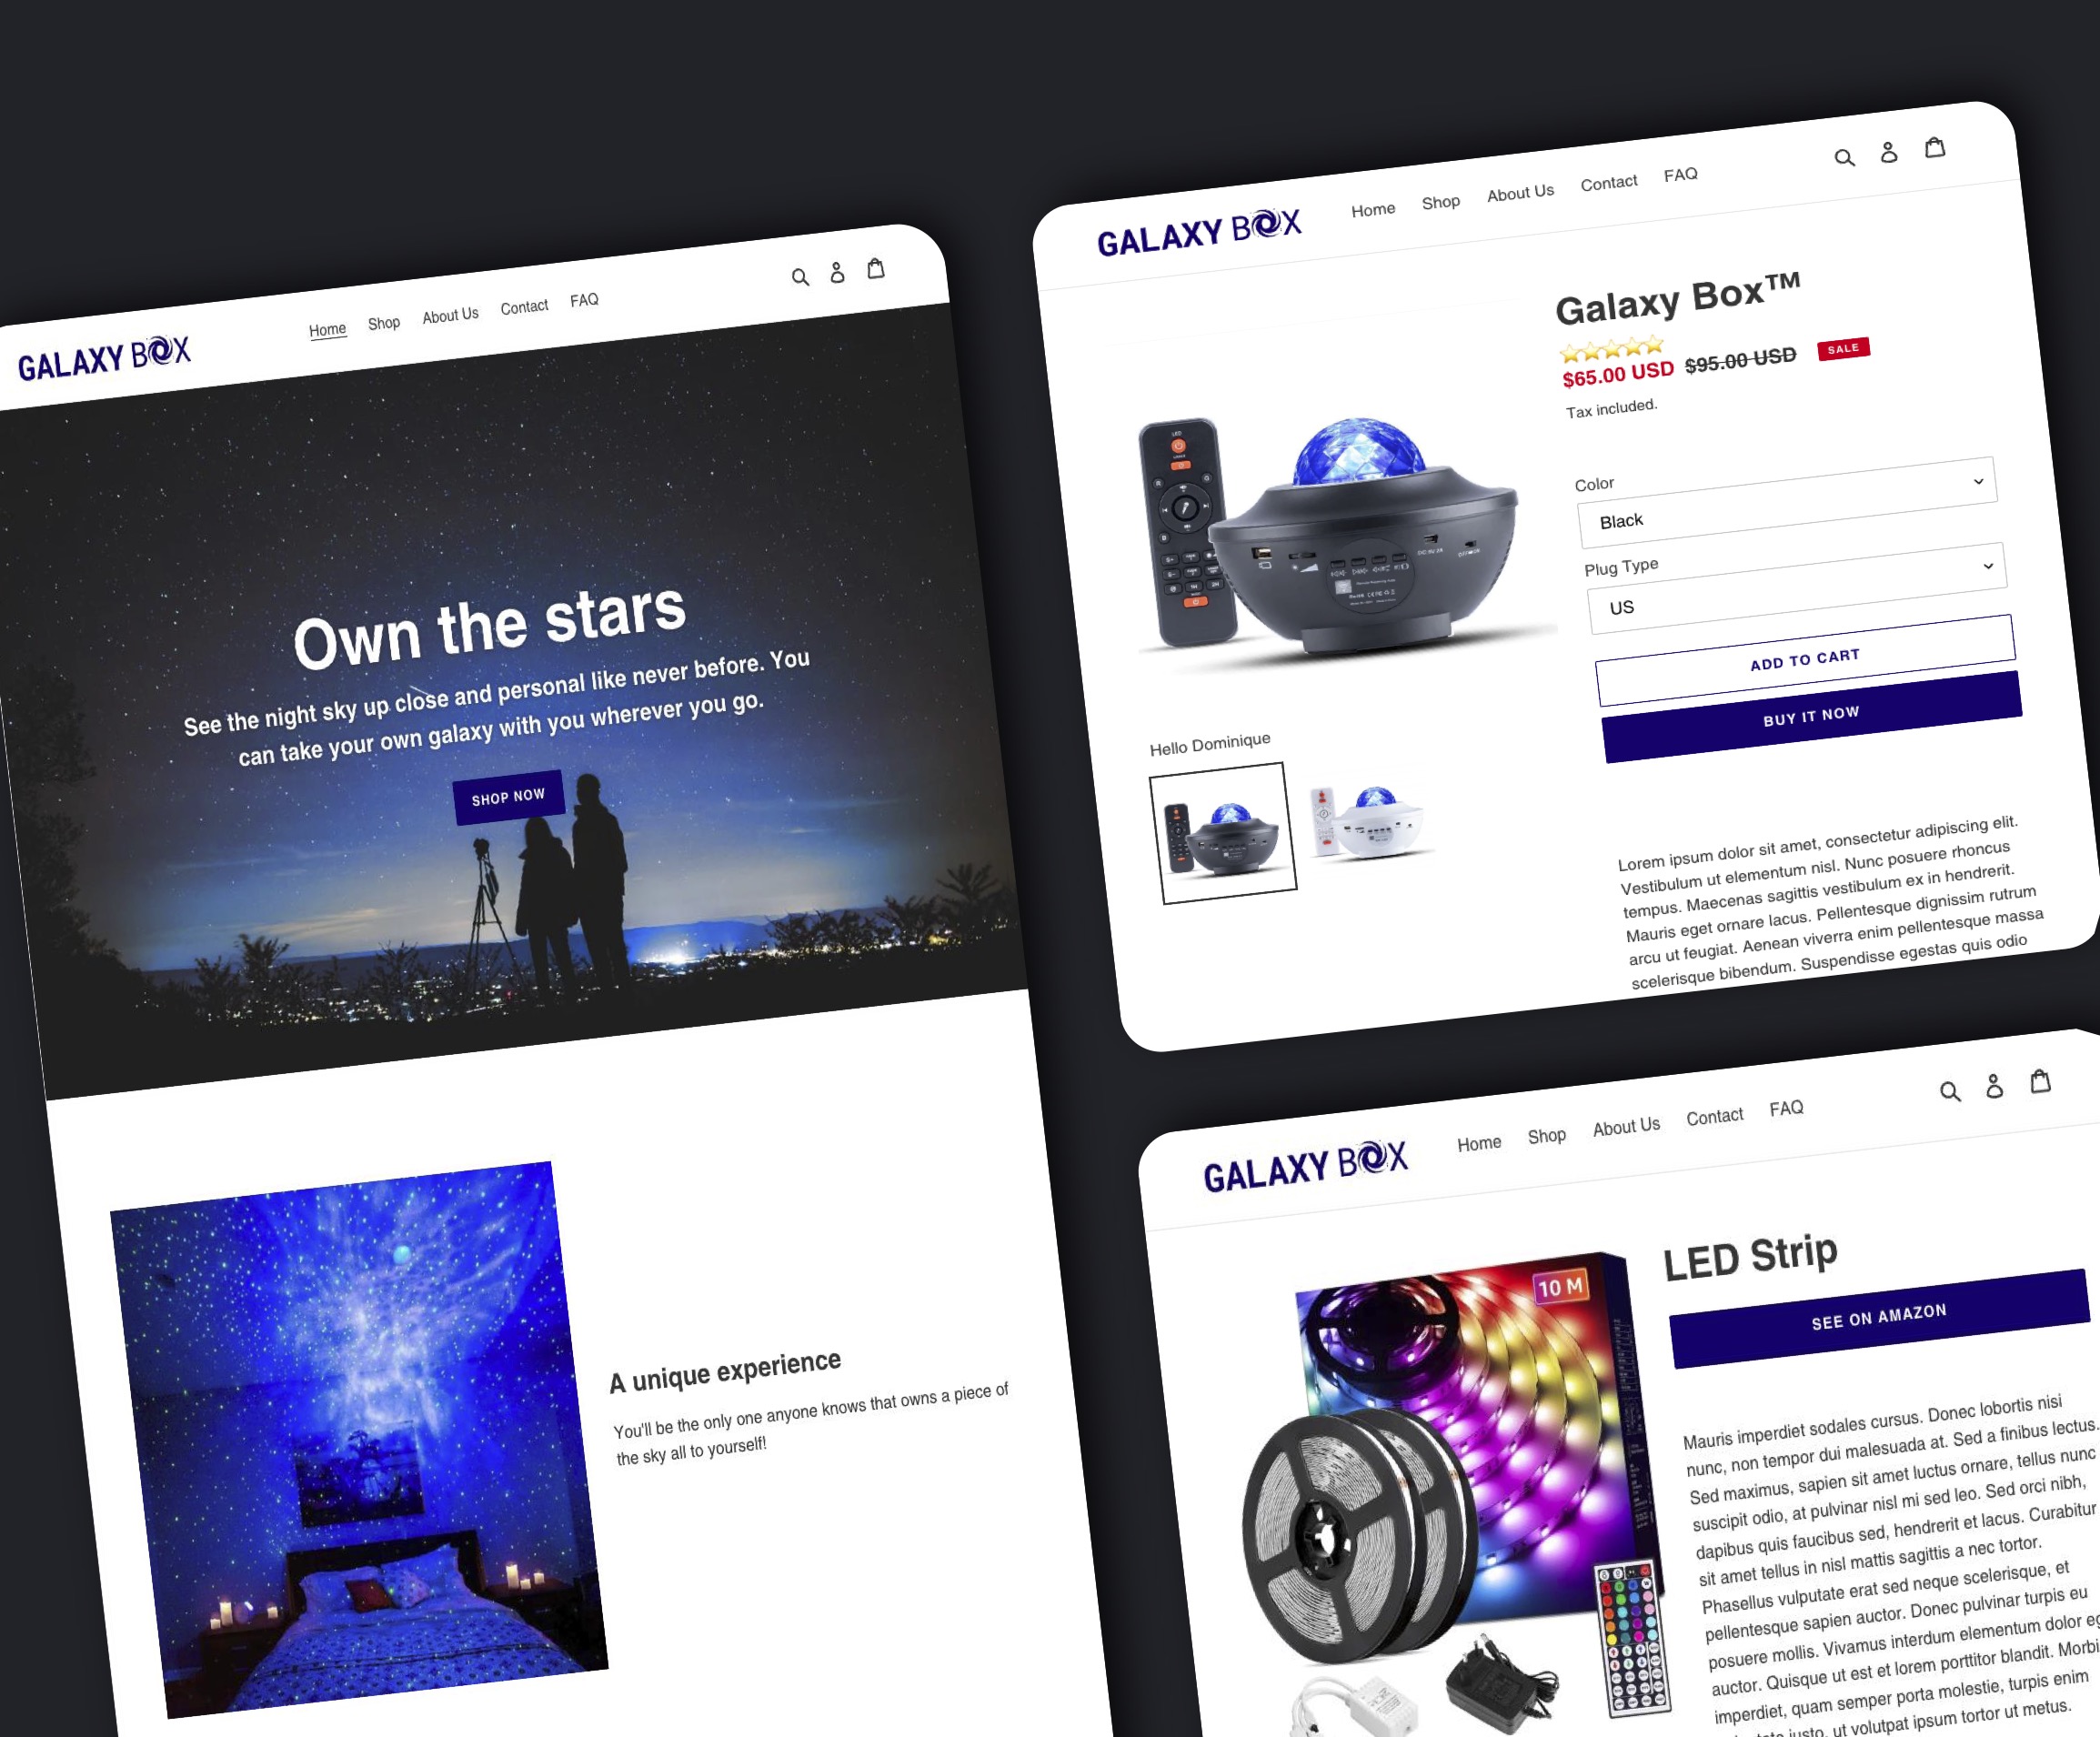 GALAXY BOX
Home Shop About Us Contact FAQ
Own the stars
See the night sky up close and personal like never before. You
can take your own galaxy with you wherever you go.
SHOP NOW
A unique experience
You'll be the only one anyone knows that owns a piece of
the sky all to yourself!
GALAXY BOX
Home Shop About Us Contact FAQ
Galaxy Box™
$65.00 USD $95.00 USD SALE
Tax included.
Color
Black
Plug Type
US
ADD TO CART
BUY IT NOW
Hello Dominique
Lorem ipsum dolor sit amet, consectetur adipiscing elit.
Vestibulum ut elementum nisl. Nunc posuere rhoncus
tempus. Maecenas sagittis vestibulum ex in hendrerit.
Mauris eget ornare lacus. Pellentesque dignissim rutrum
arcu ut feugiat. Aenean viverra enim pellentesque massa
scelerisque bibendum. Suspendisse egestas quis odio
GALAXY BOX
Home Shop About Us Contact FAQ
10 M
LED Strip
SEE ON AMAZON
Mauris imperdiet sodales cursus. Donec lobortis nisi
nunc, non tempor dui malesuada at. Sed a finibus lectus.
Sed maximus, sapien sit amet luctus ornare, tellus nunc
suscipit odio, at pulvinar nisl mi sed leo. Sed orci nibh,
dapibus quis faucibus sed, hendrerit et lacus. Curabitur
sit amet tellus in nisl mattis sagittis a nec tortor.
Phasellus vulputate erat sed neque scelerisque, et
pellentesque sapien auctor. Donec pulvinar turpis eu
posuere mollis. Vivamus interdum elementum dolor
auctor. Quisque ut est et lorem porttitor blandit. Morbi
imperdiet, quam semper porta molestie, turpis enim
justo, ut volutpat ipsum tortor ut metus.